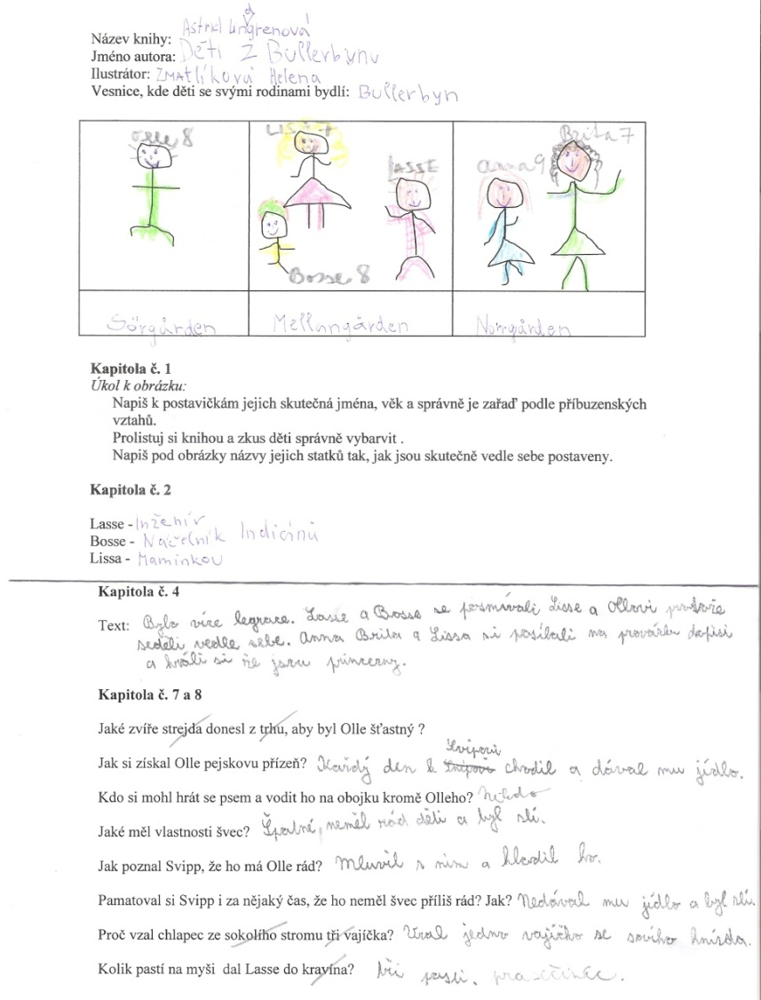 Název knihy: Astrid Lindgrenová
Jméno autora: Děti z Bullerbynu
Ilustrátor: Zmatlíková Helena
Vesnice, kde děti se svými rodinami bydlí: Bullerbyn
Olle 8
Lisa 7
Bosse 8
LASSE
Anna 9
Brita 7
Sörgården Mellangården Norrgården
Kapitola č. 1
Úkol k obrázku:
Napiš k postavičkám jejich skutečná jména, věk a správně je zařaď podle příbuzenských
vztahů.
Prolistuj si knihou a zkus děti správně vybarvit .
Napiš pod obrázky názvy jejich statků tak, jak jsou skutečně vedle sebe postaveny.
Kapitola č. 2
Lasse - Inženír
Bosse - Náčelník Indiánů
Lissa - Maminkou
Kapitola č. 4
Text: Bylo více legrace. Lasse a Bosse se posmívali Lisse a Ollovi protože
seděli vedle sebe. Anna Brita a Lissa si posílali na provázku dopisi
a hráli si že jsou princezny.
Kapitola č. 7 a 8
Jaké zvíře strejda donesl z trhu, aby byl Olle šťastný ?
Jak si získal Olle pejskovu přízeň? Každý den k Svipovi chodil a dával mu jídlo.
Kdo si mohl hrát se psem a vodit ho na obojku kromě Olleho? Nikdo
Jaké měl vlastnosti švec? Špatné, neměl rád děti a byl slí.
Jak poznal Svipp, že ho má Olle rád? Mluvil s nim a hladil ho.
Pamatoval si Svipp i za nějaký čas, že ho neměl švec příliš rád? Jak? Nedával mu jídlo a byl slí.
Proč vzal chlapec ze sokolího stromu tři vajíčka? Vzal jedno vajíčko se sovího hnízda.
Kolik pastí na myši dal Lasse do kravína? tři pasti. prasečince.